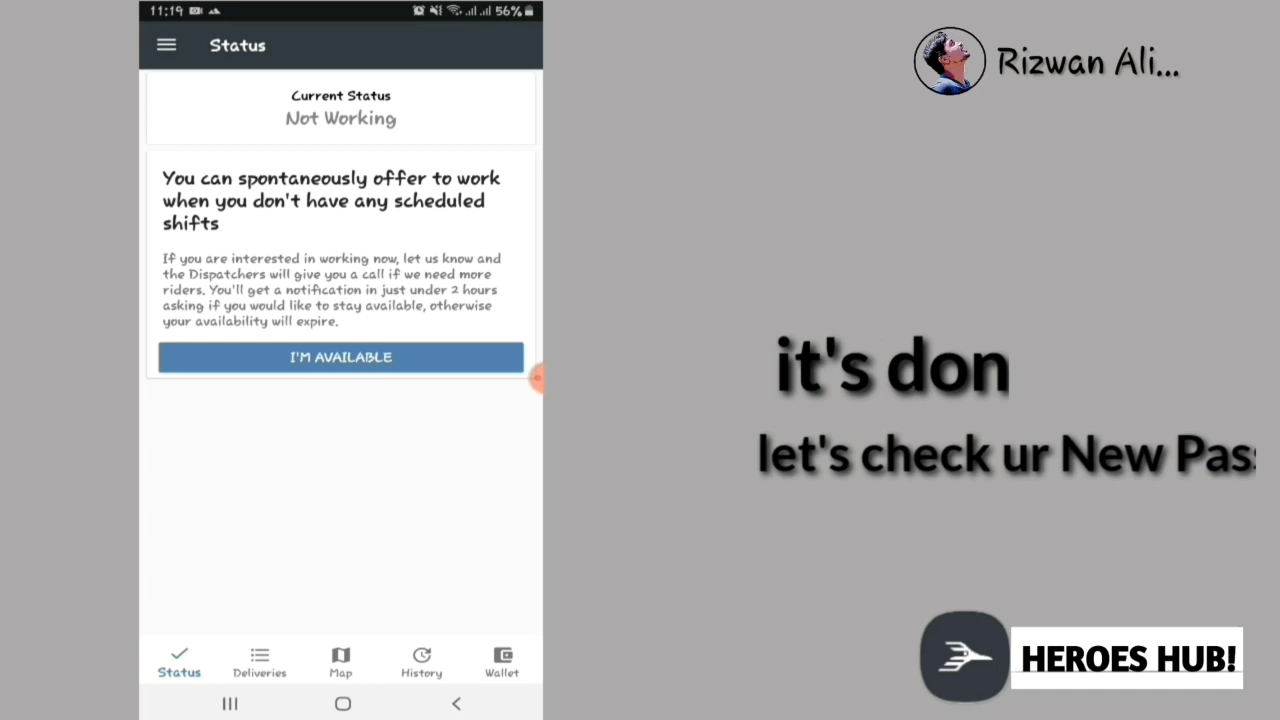 11:19
56%
Status
Current Status
Not Working
You can spontaneously offer to work
when you don't have any scheduled
shifts
If you are interested in working now, let us know and
the Dispatchers will give you a call if we need more
riders. You'll get a notification in just under 2 hours
asking if you would like to stay available, otherwise
your availability will expire.
I'M AVAILABLE
Status
Deliveries
Map
History
Wallet
Rizwan Ali...
it's don
let's check ur New Pas
HEROES HUB!